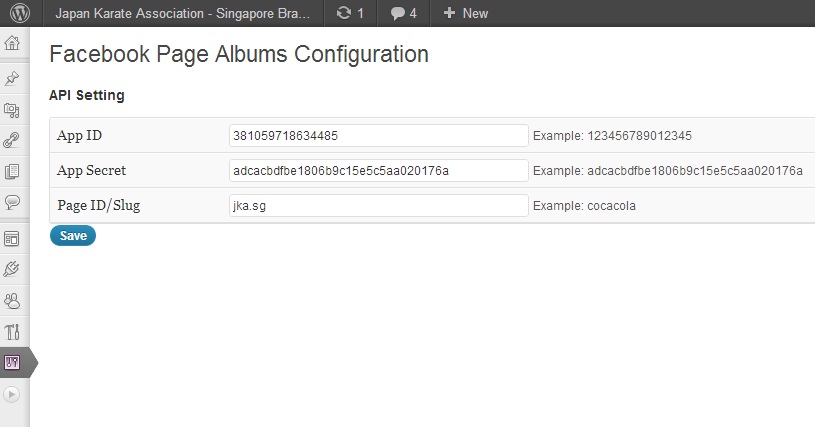 Japan Karate Association - Singapore Bra... 1 4 New
Facebook Page Albums Configuration
API Setting
App ID 381059718634485 Example: 123456789012345
App Secret adcacbdfbe1806b9c15e5c5aa020176a Example: adcacbdfbe1806b9c15e5c5aa020176a
Page ID/Slug jka.sg Example: cocacola
Save